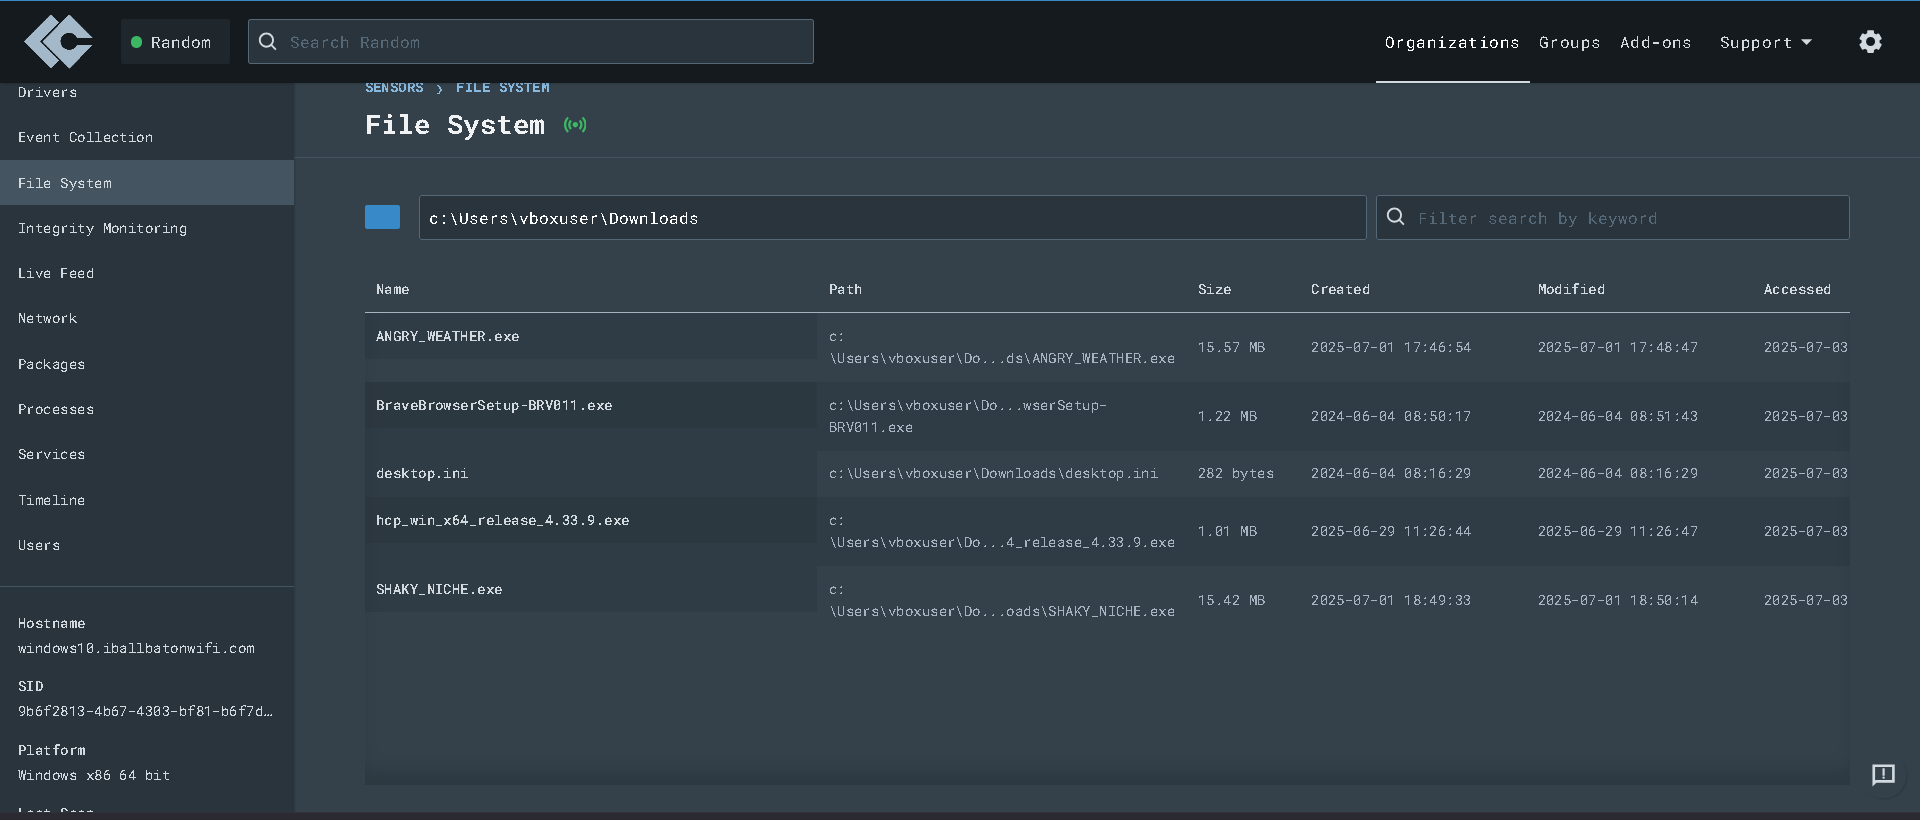 Random
Search Random
Organizations
Groups
Add-ons
Support
Drivers
Event Collection
File System
Integrity Monitoring
Live Feed
Network
Packages
Processes
Services
Timeline
Users
Hostname
windows10.iballbatonwifi.com
SID
9b6f2813-4b67-4303-bf81-b6f7d…
Platform
Windows x86 64 bit
SENSORS › FILE SYSTEM
File System
c:\Users\vboxuser\Downloads
Filter search by keyword
Name Path Size Created Modified Accessed
ANGRY_WEATHER.exe c:
\Users\vboxuser\Do...ds\ANGRY_WEATHER.exe 15.57 MB 2025-07-01 17:46:54 2025-07-01 17:48:47 2025-07-03
BraveBrowserSetup-BRV011.exe c:\Users\vboxuser\Do...wserSetup-
BRV011.exe 1.22 MB 2024-06-04 08:50:17 2024-06-04 08:51:43 2025-07-03
desktop.ini c:\Users\vboxuser\Downloads\desktop.ini 282 bytes 2024-06-04 08:16:29 2024-06-04 08:16:29 2025-07-03
hcp_win_x64_release_4.33.9.exe c:
\Users\vboxuser\Do...4_release_4.33.9.exe 1.01 MB 2025-06-29 11:26:44 2025-06-29 11:26:47 2025-07-03
SHAKY_NICHE.exe c:
\Users\vboxuser\Do...oads\SHAKY_NICHE.exe 15.42 MB 2025-07-01 18:49:33 2025-07-01 18:50:14 2025-07-03